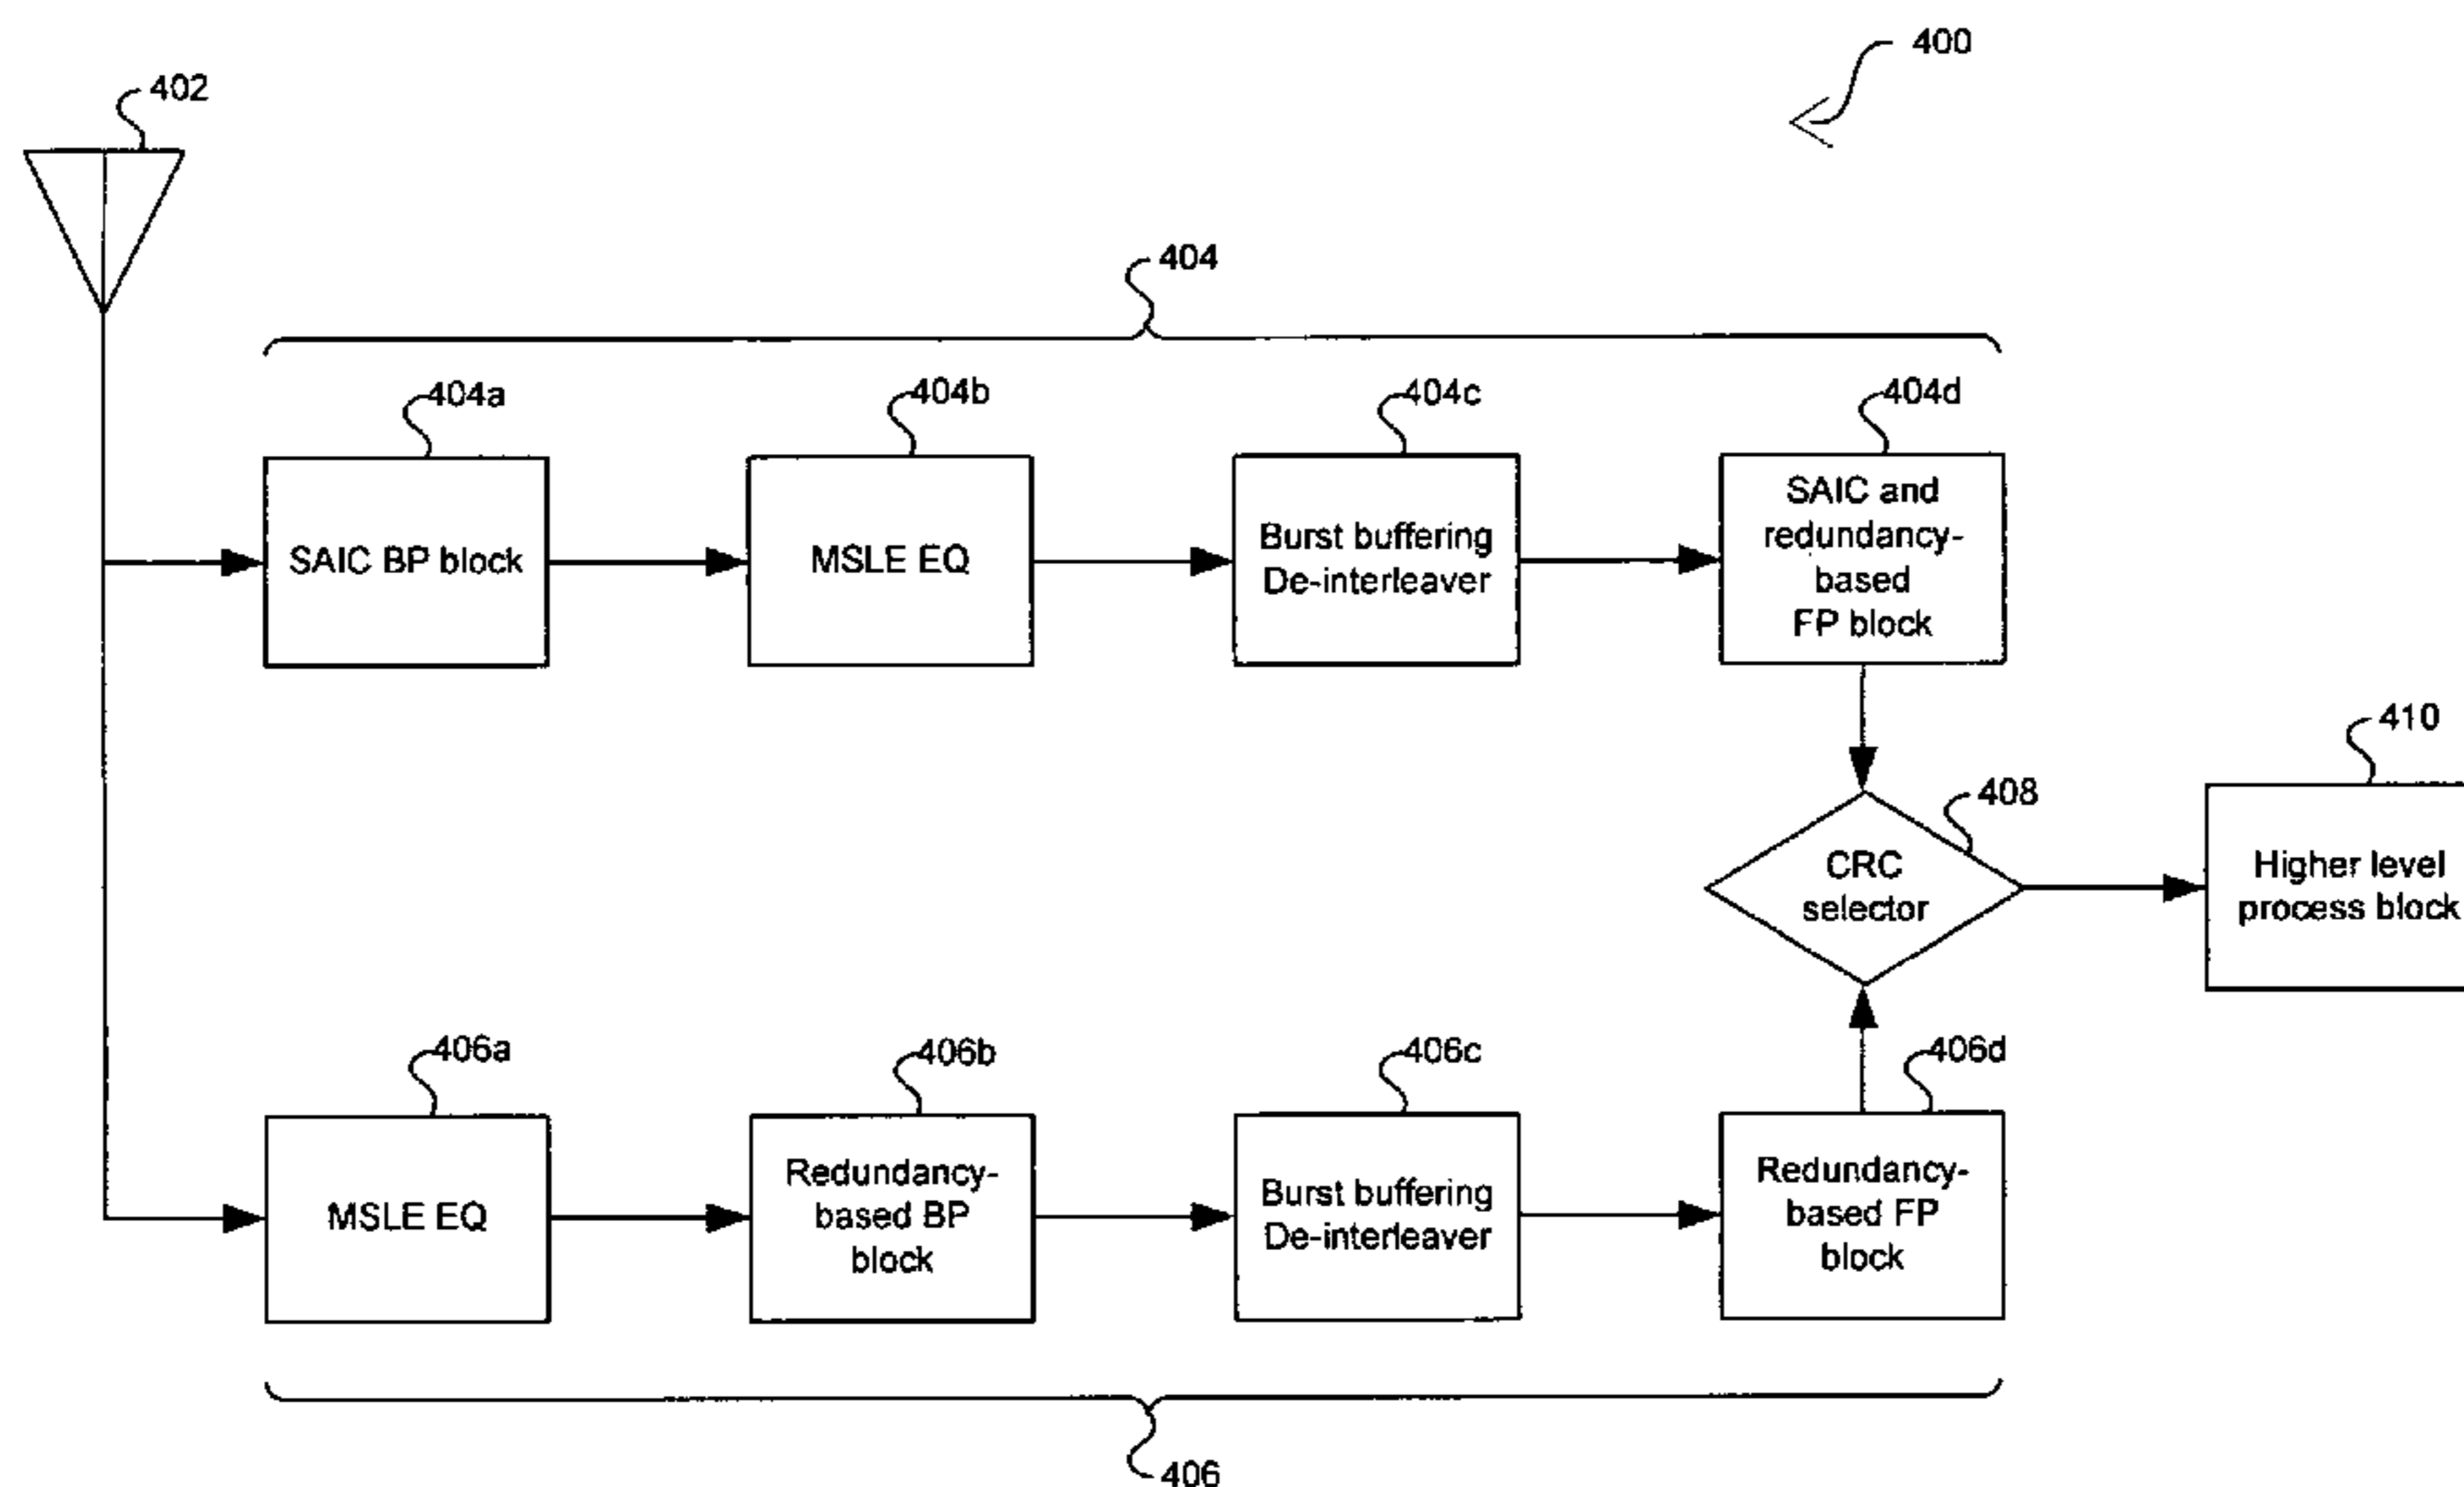 400
402
404
404a
404b
404c
404d
SAIC BP block
MSLE EQ
Burst buffering
De-interleaver
SAIC and
redundancy-
based
FP block
410
408
CRC
selector
Higher level
process block
406a
406b
406c
406d
MSLE EQ
Redundancy-
based BP
block
Burst buffering
De-interleaver
Redundancy-
based FP
block
406